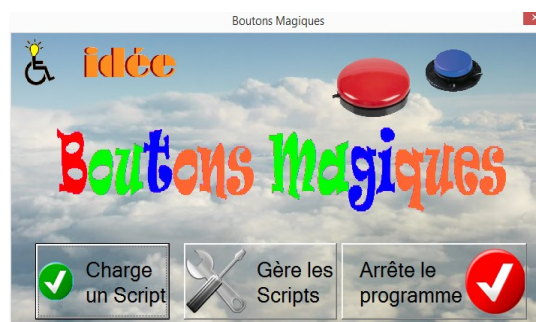 Boutons Magiques
idée
Boutons Magiques
Charge
un Script
Gère les
Scripts
Arrête le
programme